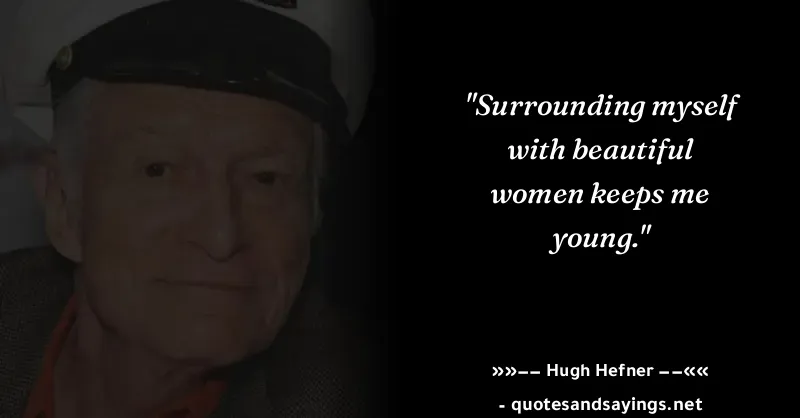 "Surrounding myself
with beautiful
women keeps me
young."
»»–– Hugh Hefner ––««
- quotesandsayings.net